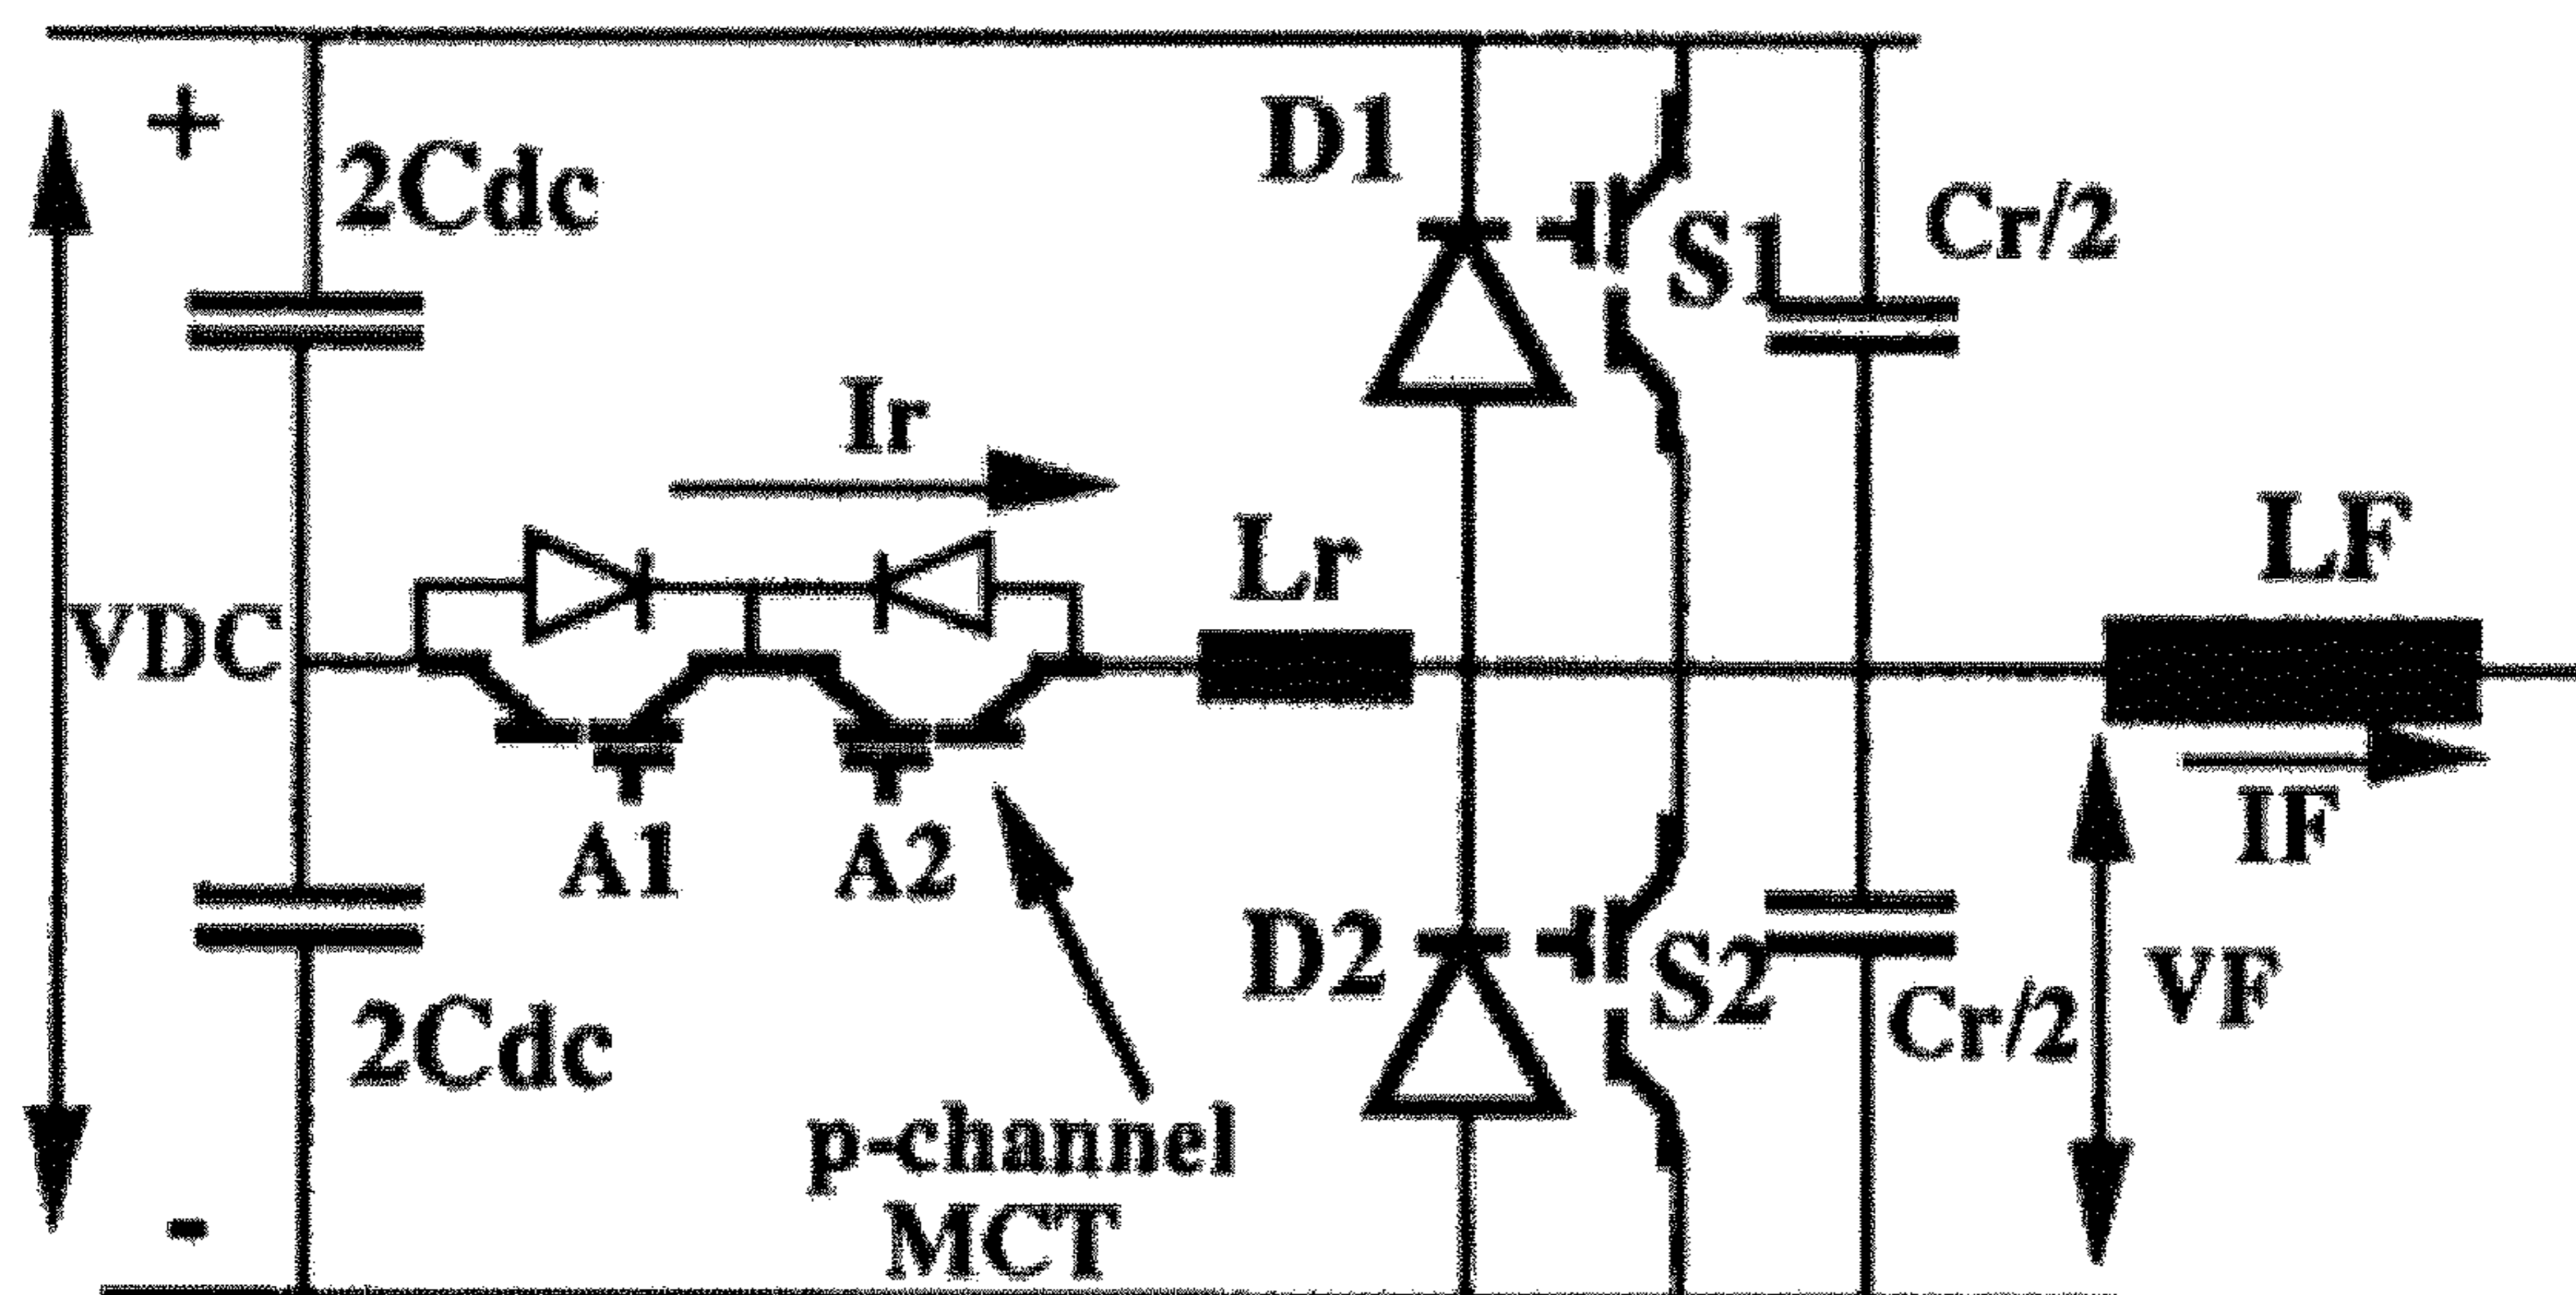 +
2Cdc
D1
S1
Cr/2
Ir
Lr
LF
VDC
IF
A1
A2
D2
S2
Cr/2
VF
2Cdc
p-channel
MCT
-